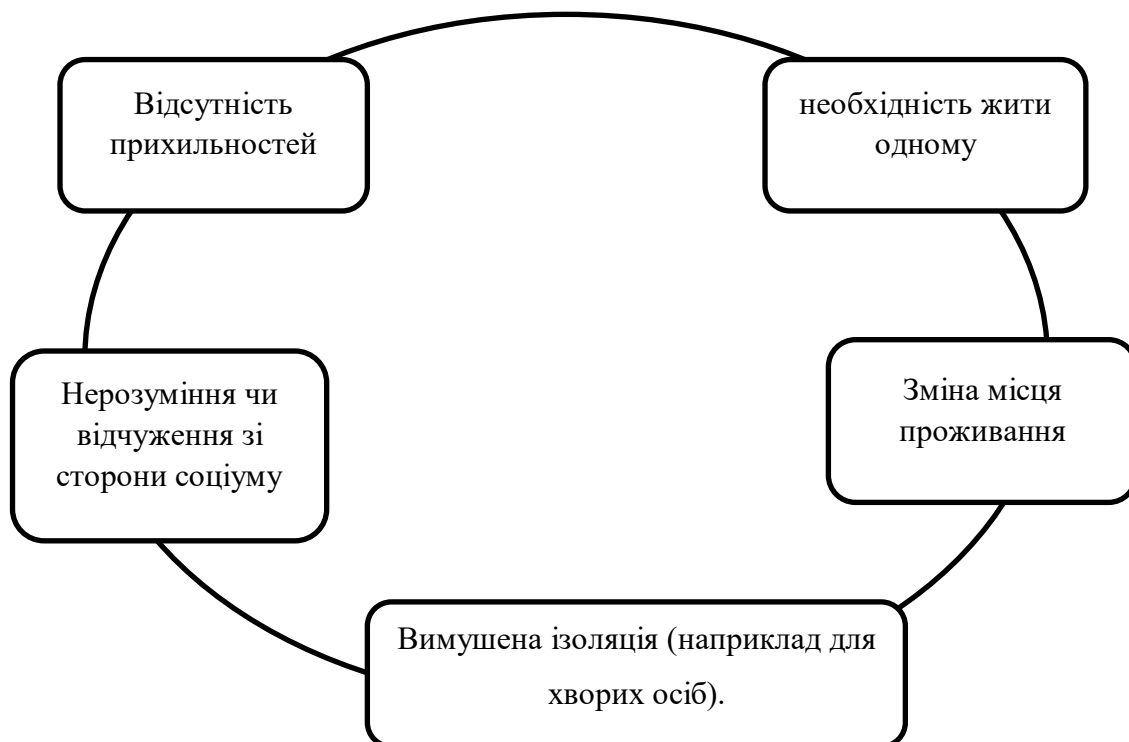 Відсутність
прихильностей
необхідність жити
одному
Нерозуміння чи
відчуження зі
сторони соціуму
Зміна місця
проживання
Вимушена ізоляція (наприклад для
хворих осіб).